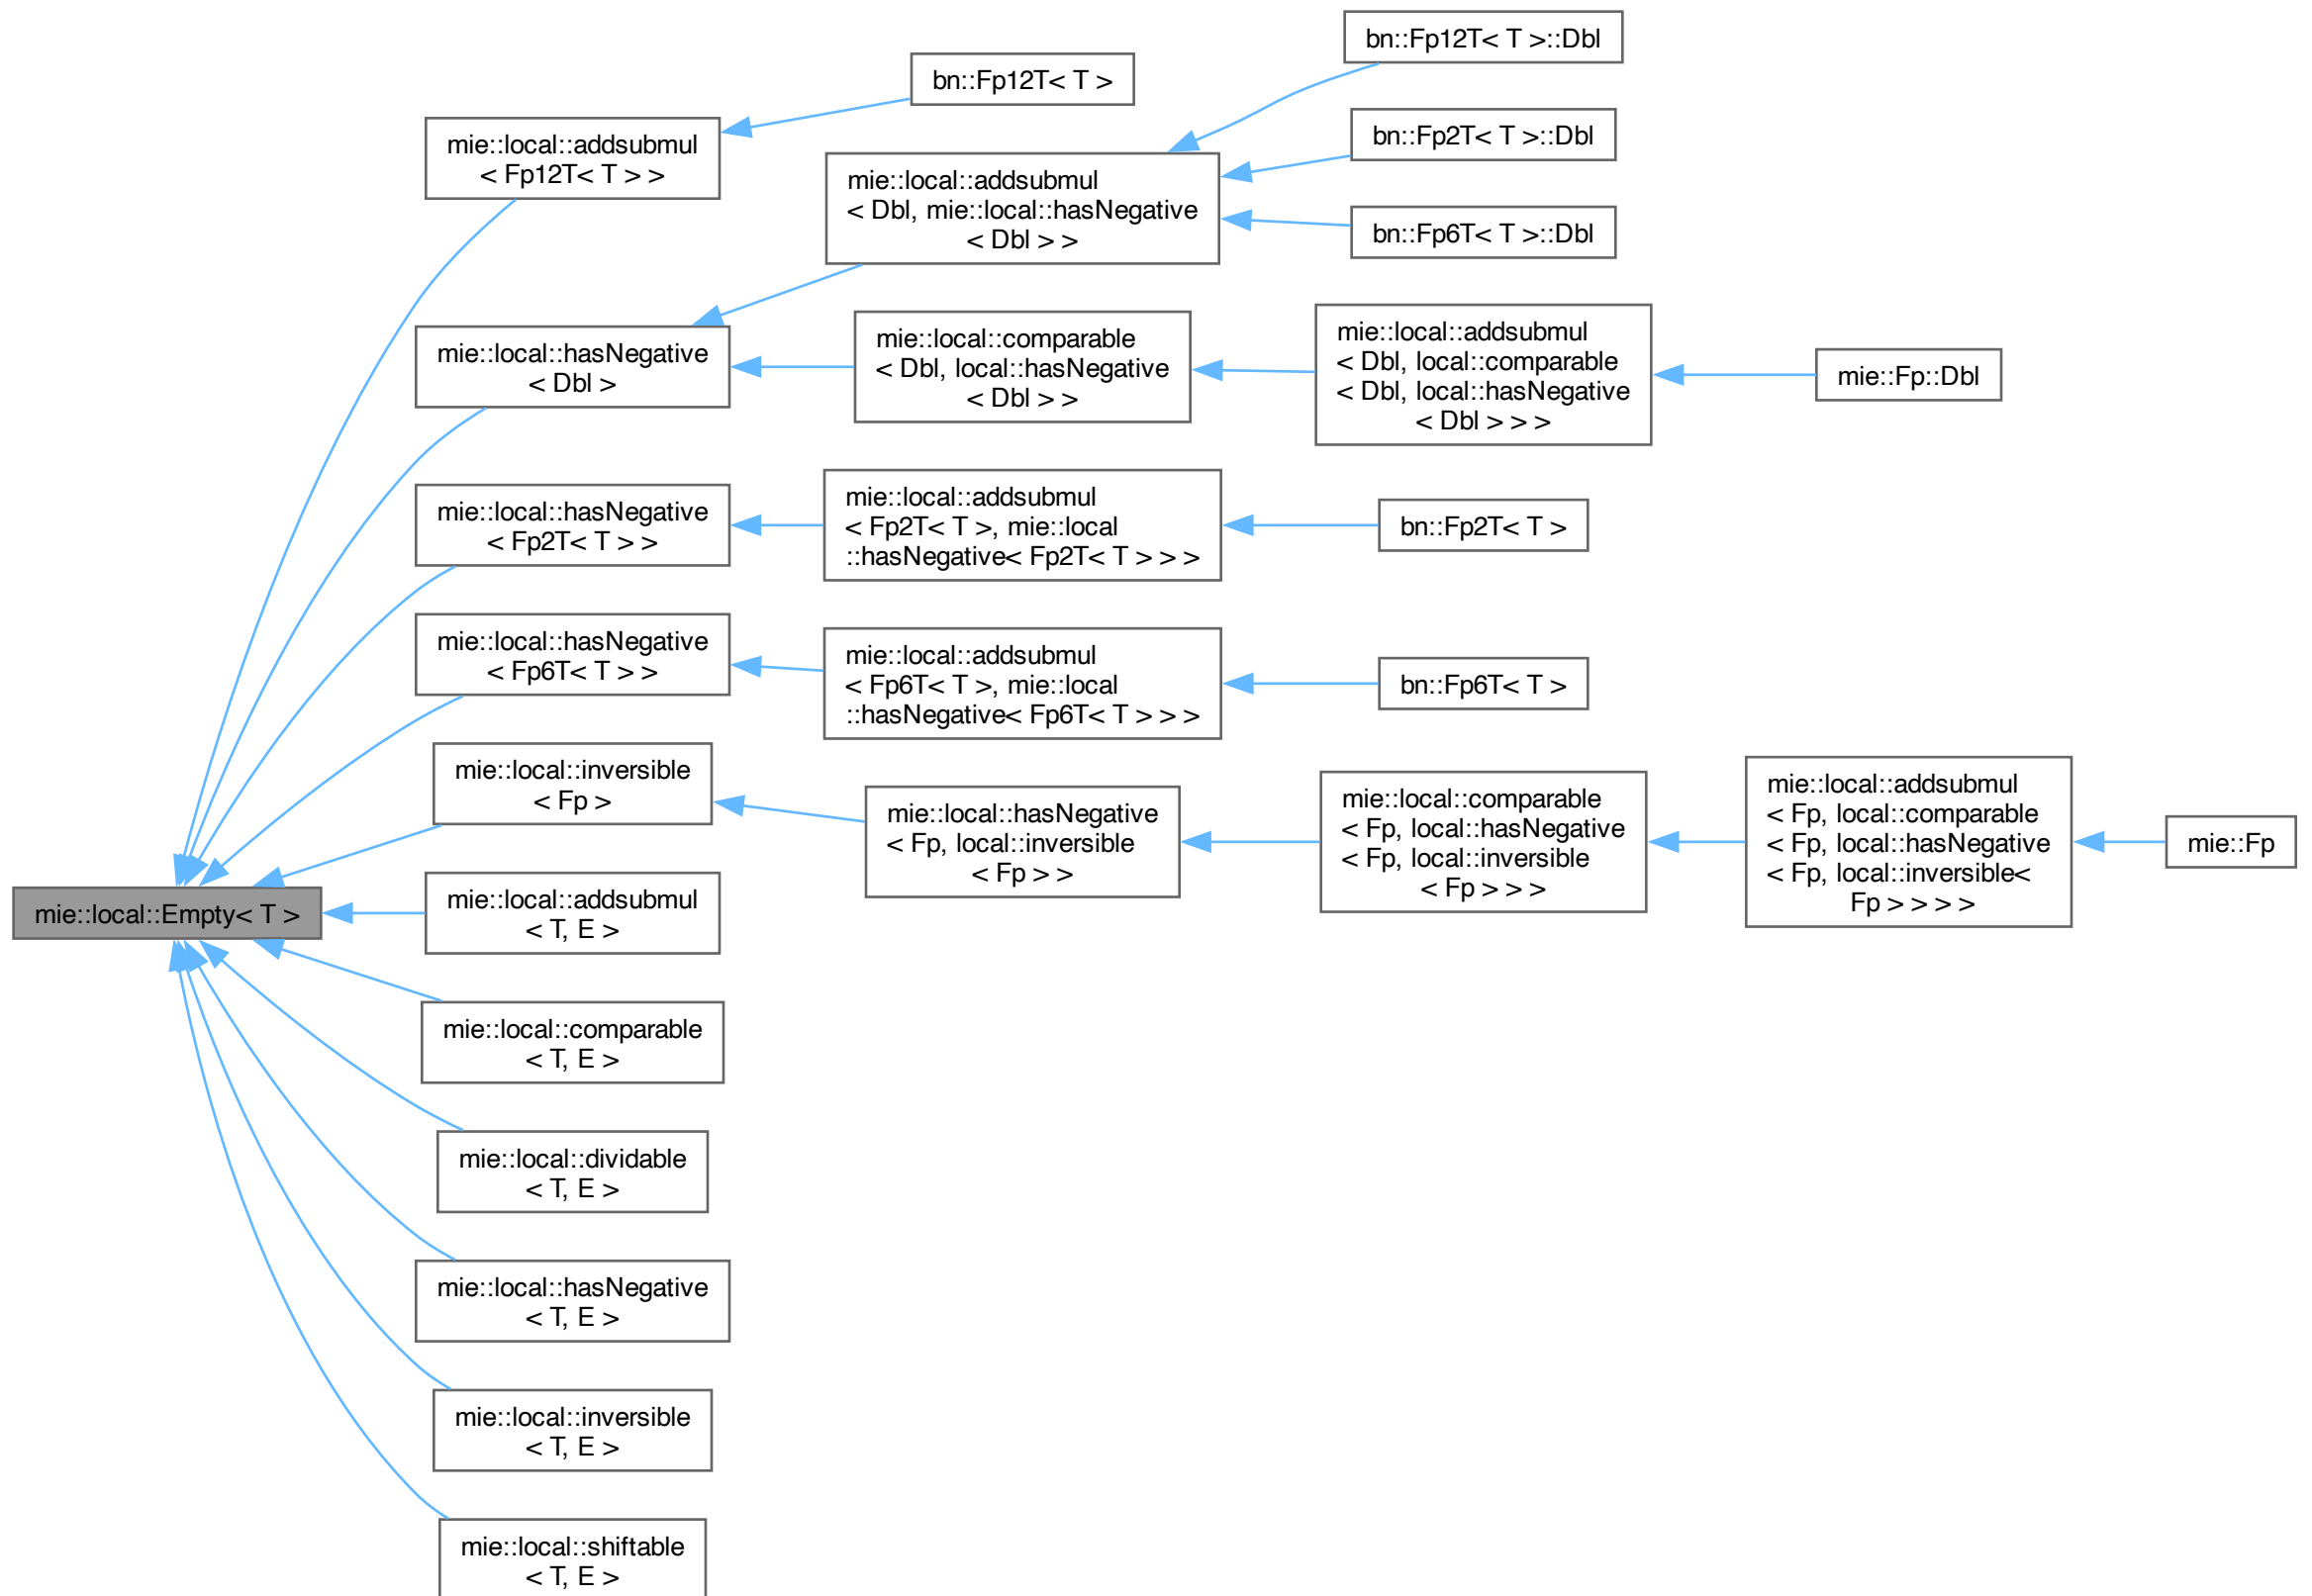 bn::Fp12T< T >::Dbl
bn::Fp12T< T >
bn::Fp2T< T >::Dbl
mie::local::addsubmul
< Fp12T< T > >
mie::local::addsubmul
< Dbl, mie::local::hasNegative
< Dbl > >
bn::Fp6T< T >::Dbl
mie::local::hasNegative
< Dbl >
mie::local::comparable
< Dbl, local::hasNegative
< Dbl > >
mie::local::addsubmul
< Dbl, local::comparable
< Dbl, local::hasNegative
< Dbl > > >
mie::Fp::Dbl
mie::local::hasNegative
< Fp2T< T > >
mie::local::addsubmul
< Fp2T< T >, mie::local
::hasNegative< Fp2T< T > > >
bn::Fp2T< T >
mie::local::hasNegative
< Fp6T< T > >
mie::local::addsubmul
< Fp6T< T >, mie::local
::hasNegative< Fp6T< T > > >
bn::Fp6T< T >
mie::local::inversible
< Fp >
mie::local::hasNegative
< Fp, local::inversible
< Fp > >
mie::local::comparable
< Fp, local::hasNegative
< Fp, local::inversible
< Fp > > >
mie::local::addsubmul
< Fp, local::comparable
< Fp, local::hasNegative
< Fp, local::inversible<
Fp > > > >
mie::Fp
mie::local::Empty< T >
mie::local::addsubmul
< T, E >
mie::local::comparable
< T, E >
mie::local::dividable
< T, E >
mie::local::hasNegative
< T, E >
mie::local::inversible
< T, E >
mie::local::shiftable
< T, E >